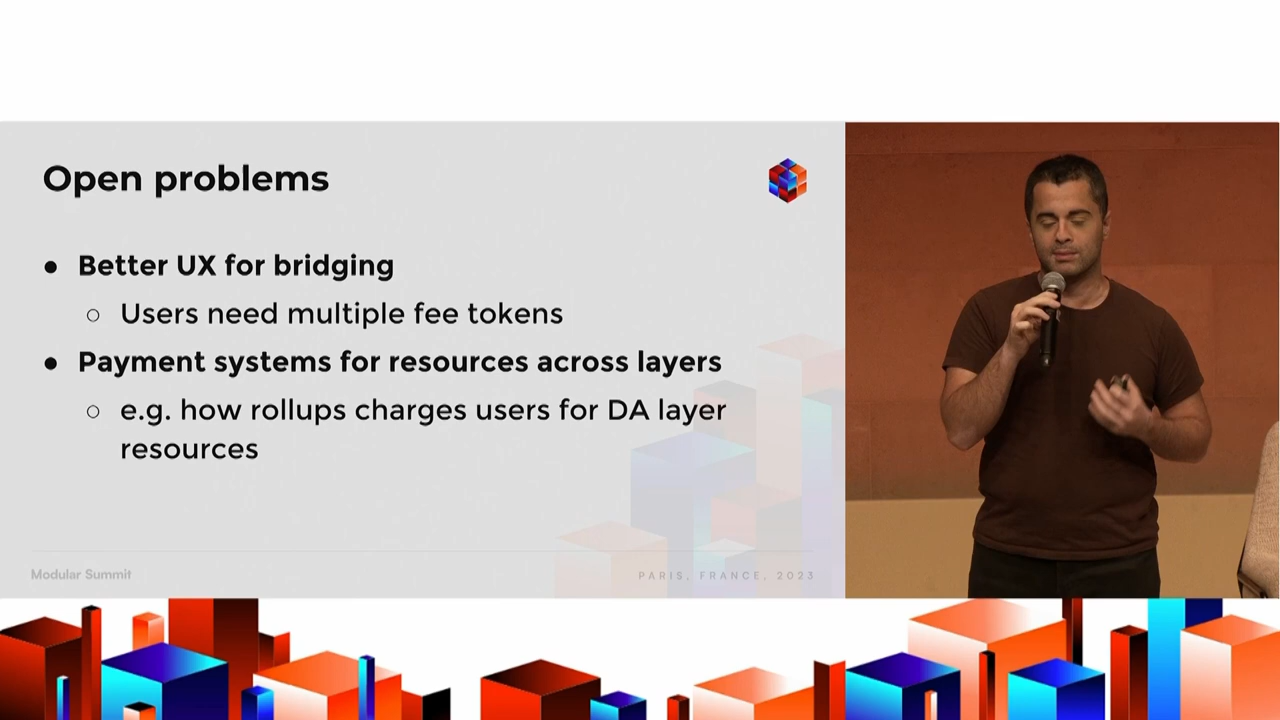 Open problems
● Better UX for bridging
○ Users need multiple fee tokens
● Payment systems for resources across layers
○ e.g. how rollups charges users for DA layer
resources
Modular Summit
PARIS, FRANCE, 2023